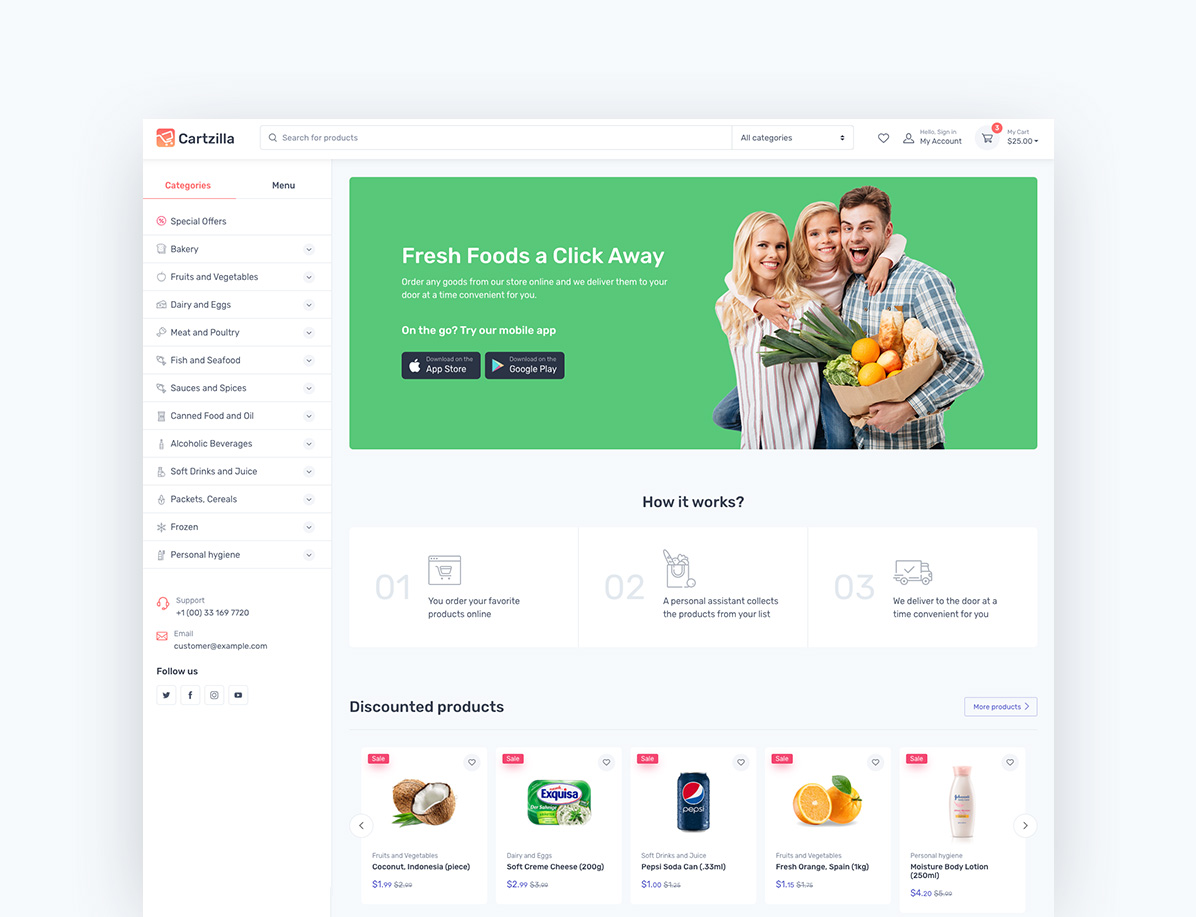 Cartzilla
Search for products
All categories
Hello, Sign in
My Account
3
My Cart
$25.00
Categories
Menu
Special Offers
Bakery
Fruits and Vegetables
Dairy and Eggs
Meat and Poultry
Fish and Seafood
Sauces and Spices
Canned Food and Oil
Alcoholic Beverages
Soft Drinks and Juice
Packets, Cereals
Frozen
Personal hygiene
Support
+1 (00) 33 169 7720
Email
customer@example.com
Follow us
Fresh Foods a Click Away
Order any goods from our store online and we deliver them to your
door at a time convenient for you.
On the go? Try our mobile app
Download on the
App Store
Download on the
Google Play
How it works?
01
You order your favorite
products online
02
A personal assistant collects
the products from your list
03
We deliver to the door at a
time convenient for you
Discounted products
More products
Sale
Fruits and Vegetables
Coconut, Indonesia (piece)
$1.99 $2.99
Sale
Exquisa
Der Sahnige
Dairy and Eggs
Soft Creme Cheese (200g)
$2.99 $3.99
Sale
pepsi
Soft Drinks and Juice
Pepsi Soda Can (.33ml)
$1.00 $1.25
Sale
Fruits and Vegetables
Fresh Orange, Spain (1kg)
$1.15 $1.75
Sale
Johnson's
Personal hygiene
Moisture Body Lotion
(250ml)
$4.20 $5.99